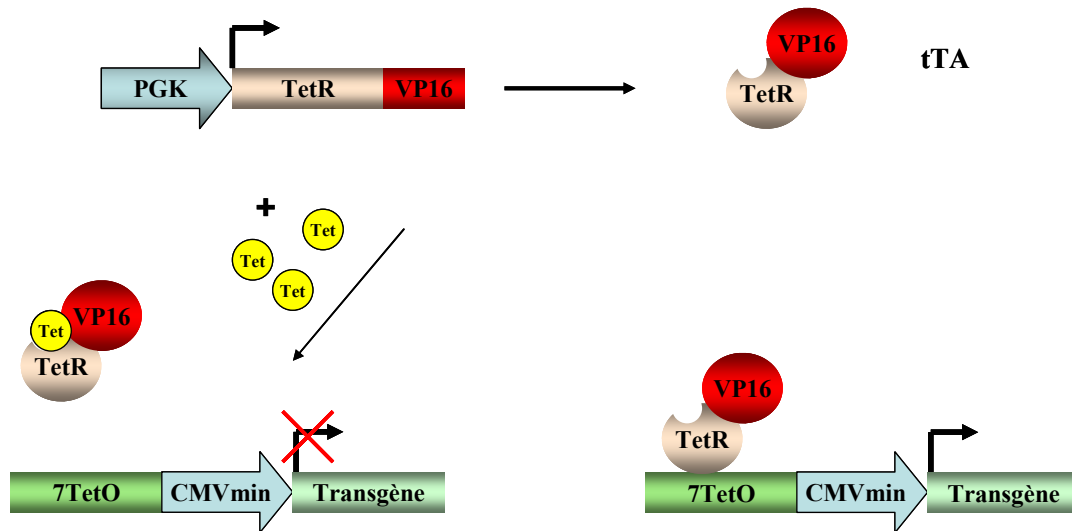 PGK TetR VP16
VP16
TetR
tTA
+
Tet
Tet
Tet
VP16
Tet
TetR
7TetO CMVmin Transgène
VP16
TetR
7TetO CMVmin Transgène